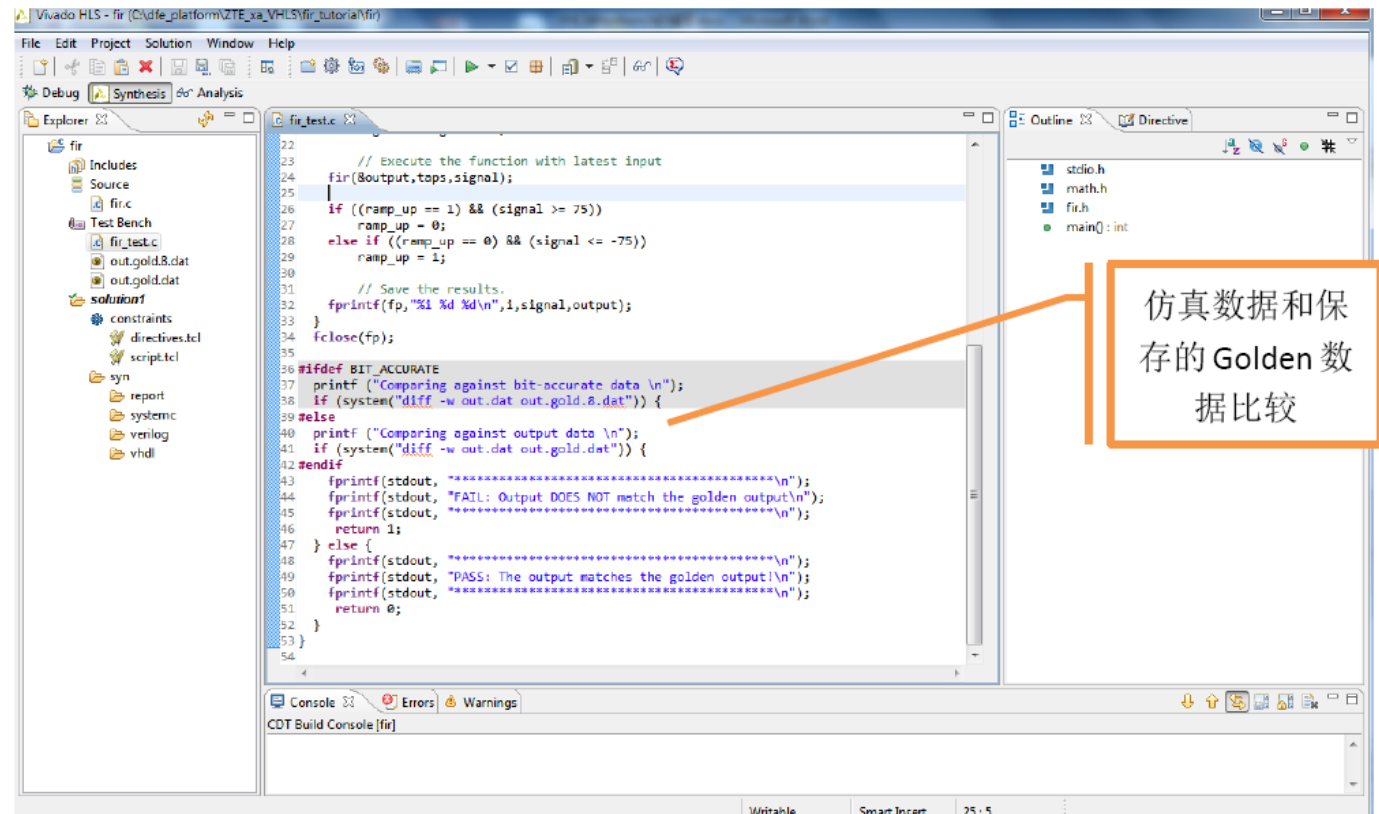 Vivado HLS - fir (C:\dfe_platform\ZTE_xa_VHLS\fir_tutorial\fir)
File Edit Project Solution Window Help
Debug Synthesis Analysis
Explorer
fir
Includes
Source
fir.c
Test Bench
fir_test.c
out.gold.8.dat
out.gold.dat
solution1
constraints
directives.tcl
script.tcl
syn
report
systemc
verilog
vhdl
fir_test.c
22
23 // Execute the function with latest input
24 fir(&output,taps,signal);
25
26 if ((ramp_up == 1) && (signal >= 75))
27 ramp_up = 0;
28 else if ((ramp_up == 0) && (signal <= -75))
29 ramp_up = 1;
30
31 // Save the results.
32 fprintf(fp,"%i %d %d\n",i,signal,output);
33 }
34 fclose(fp);
35
36 #ifdef BIT_ACCURATE
37 printf ("Comparing against bit-accurate data \n");
38 if (system("diff -w out.dat out.gold.8.dat")) {
39 #else
40 printf ("Comparing against output data \n");
41 if (system("diff -w out.dat out.gold.dat")) {
42 #endif
43 fprintf(stdout, "*******************************************\n");
44 fprintf(stdout, "FAIL: Output DOES NOT match the golden output\n");
45 fprintf(stdout, "*******************************************\n");
46 return 1;
47 } else {
48 fprintf(stdout, "*******************************************\n");
49 fprintf(stdout, "PASS: The output matches the golden output!\n");
50 fprintf(stdout, "*******************************************\n");
51 return 0;
52 }
53 }
54
Outline Directive
stdio.h
math.h
fir.h
main() : int
仿真数据和保
存的 Golden 数
据比较
Console Errors Warnings
CDT Build Console [fir]
Writable Smart Insert 25 : 5